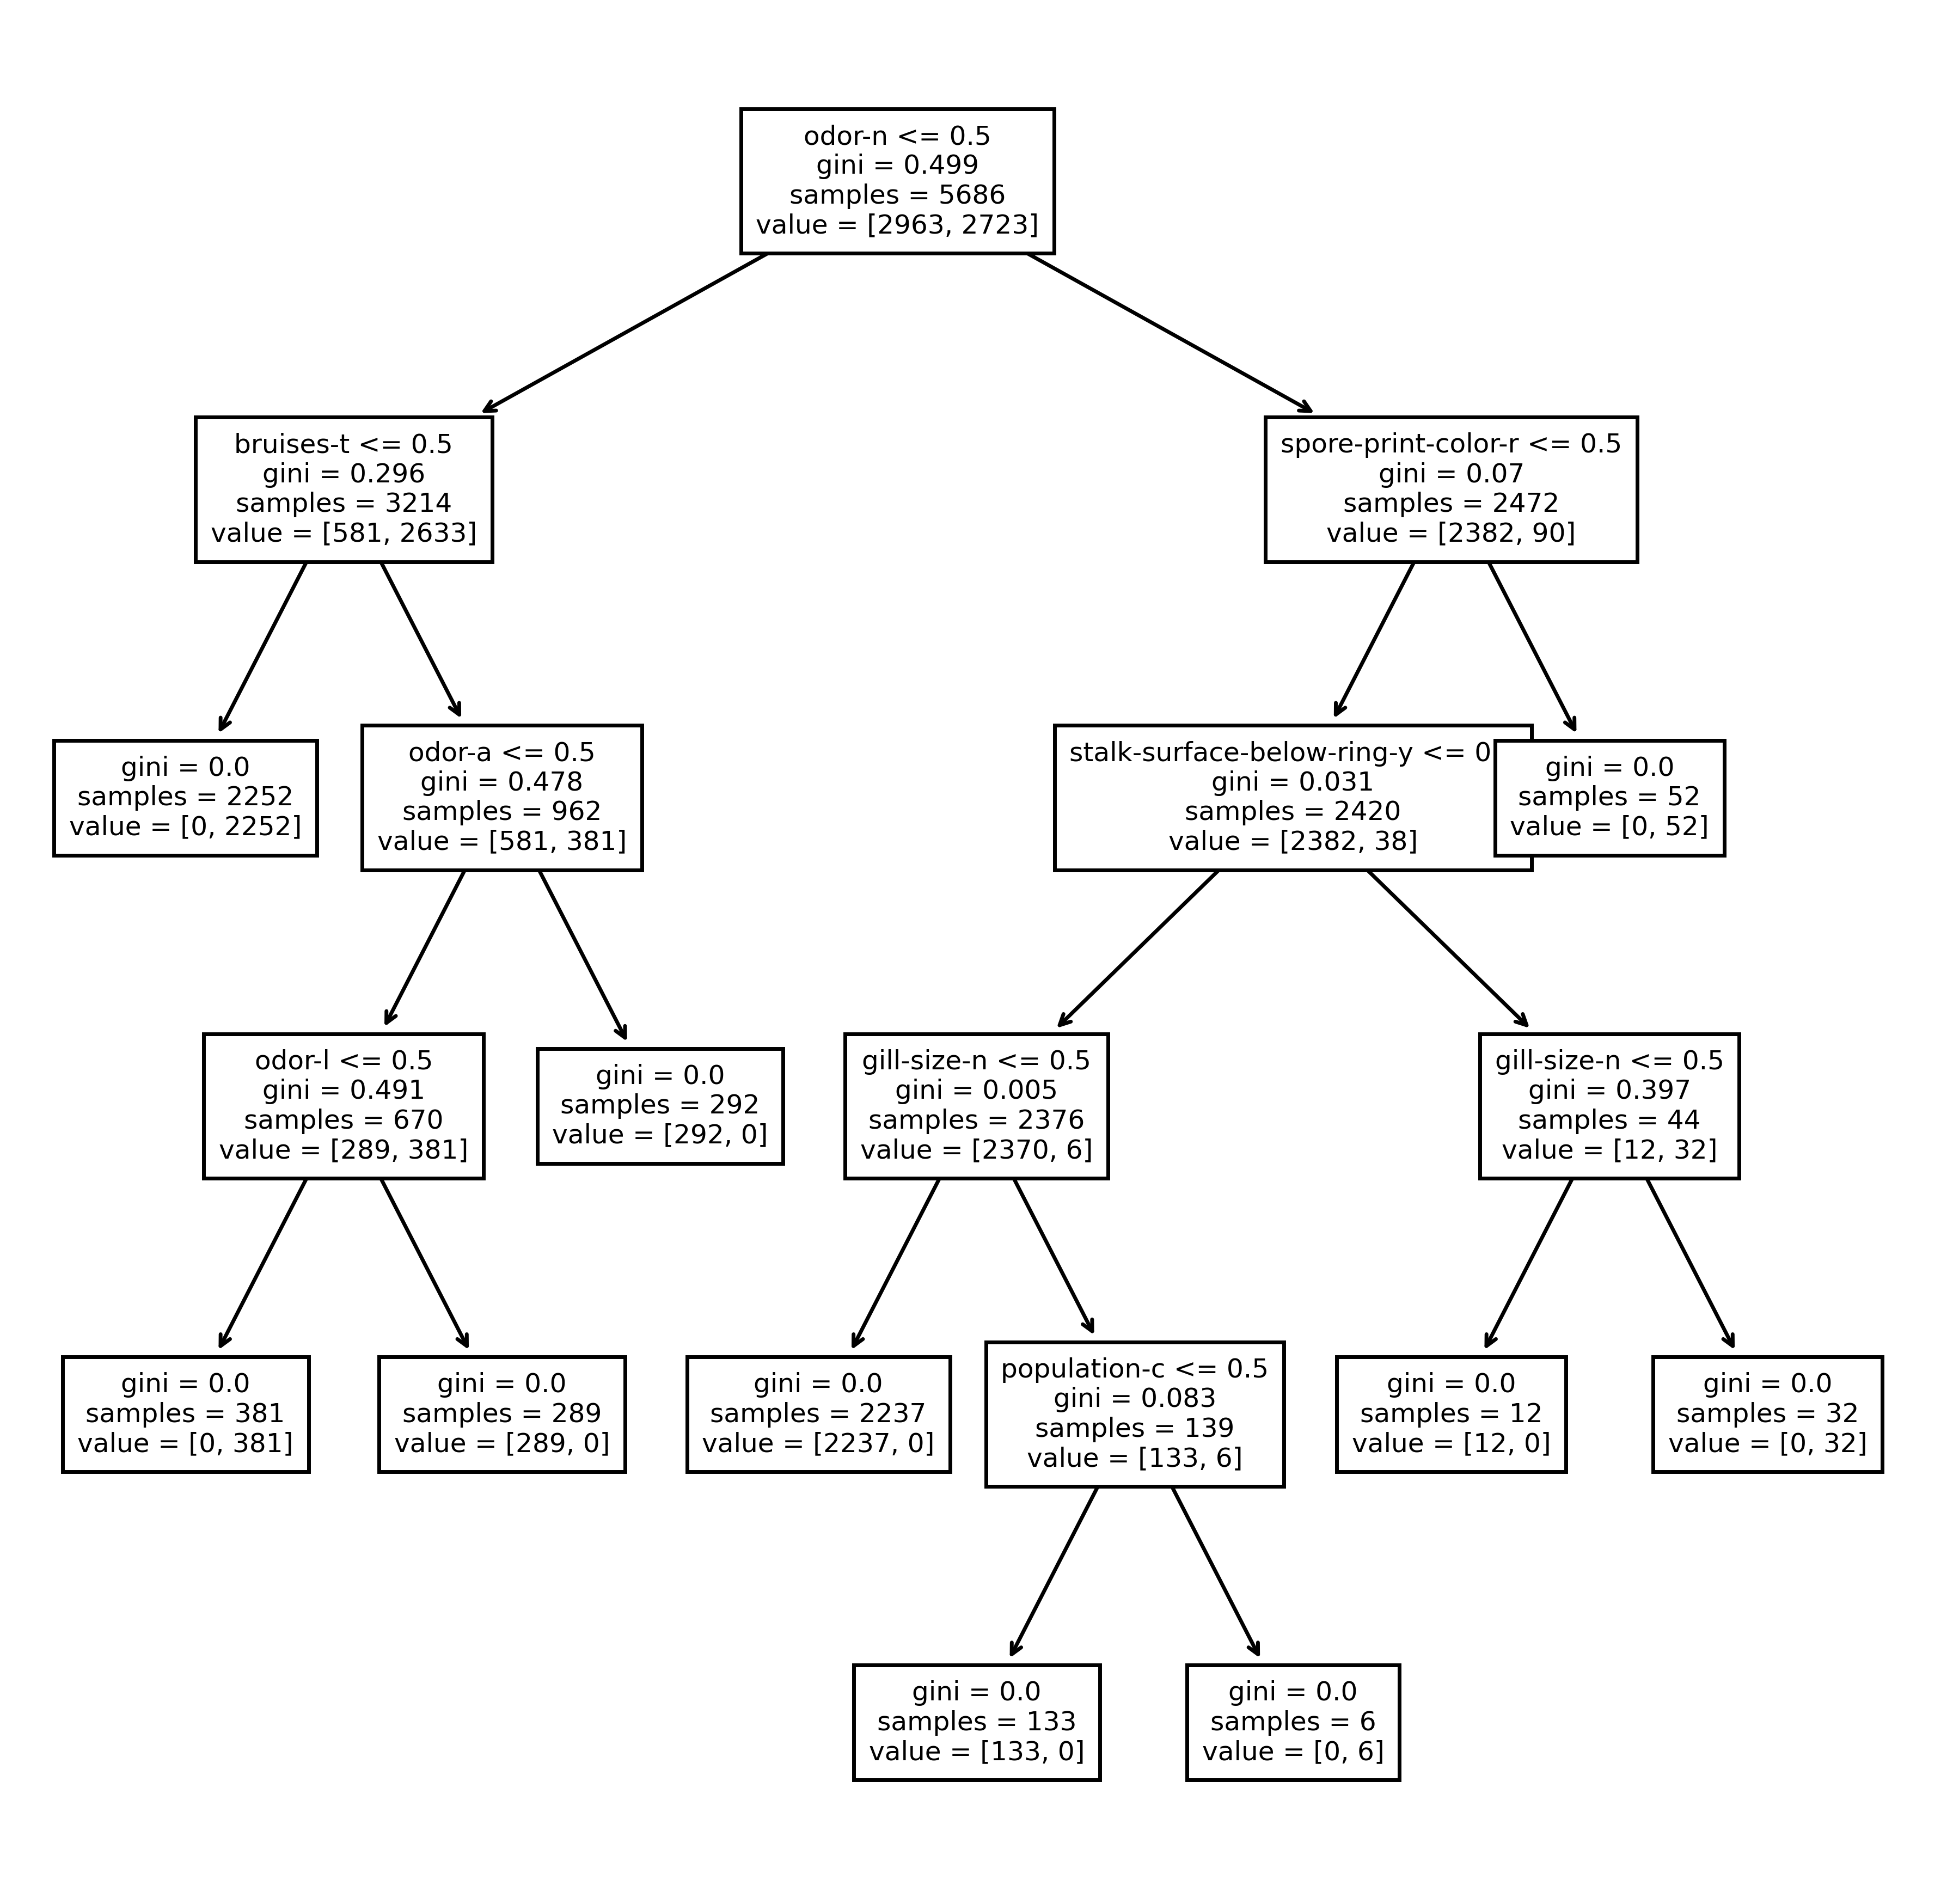 odor-n <= 0.5
gini = 0.499
samples = 5686
value = [2963, 2723]
bruises-t <= 0.5
gini = 0.296
samples = 3214
value = [581, 2633]
spore-print-color-r <= 0.5
gini = 0.07
samples = 2472
value = [2382, 90]
gini = 0.0
samples = 2252
value = [0, 2252]
odor-a <= 0.5
gini = 0.478
samples = 962
value = [581, 381]
stalk-surface-below-ring-y <= 0
gini = 0.031
samples = 2420
value = [2382, 38]
gini = 0.0
samples = 52
value = [0, 52]
odor-l <= 0.5
gini = 0.491
samples = 670
value = [289, 381]
gini = 0.0
samples = 292
value = [292, 0]
gill-size-n <= 0.5
gini = 0.005
samples = 2376
value = [2370, 6]
gill-size-n <= 0.5
gini = 0.397
samples = 44
value = [12, 32]
gini = 0.0
samples = 381
value = [0, 381]
gini = 0.0
samples = 289
value = [289, 0]
gini = 0.0
samples = 2237
value = [2237, 0]
population-c <= 0.5
gini = 0.083
samples = 139
value = [133, 6]
gini = 0.0
samples = 12
value = [12, 0]
gini = 0.0
samples = 32
value = [0, 32]
gini = 0.0
samples = 133
value = [133, 0]
gini = 0.0
samples = 6
value = [0, 6]